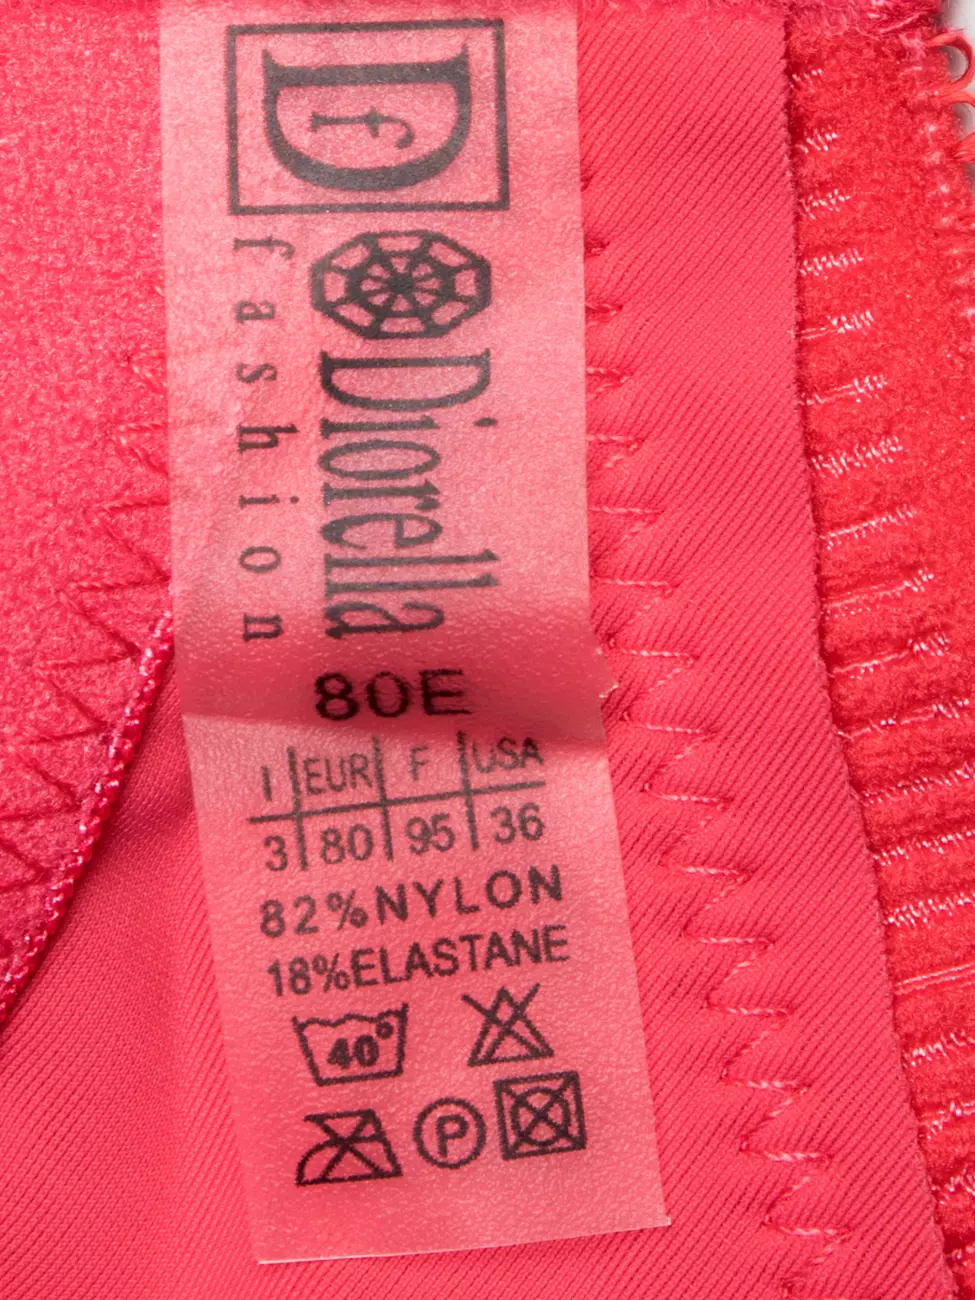 Df
Diorella
fashion
80E
I EUR F USA
3 80 95 36
82%NYLON
18%ELASTANE
40°
P